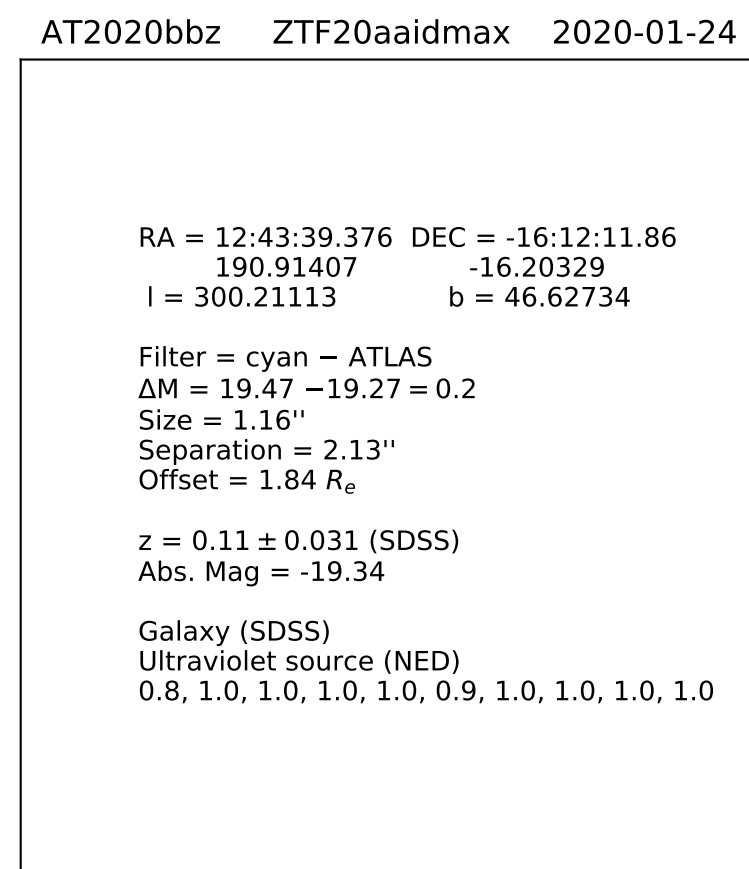 AT2020bbz ZTF20aaidmax 2020-01-24
RA = 12:43:39.376 DEC = -16:12:11.86
190.91407 -16.20329
l = 300.21113 b = 46.62734
Filter = cyan − ATLAS
ΔM = 19.47 −19.27 = 0.2
Size = 1.16''
Separation = 2.13''
Offset = 1.84 Rₑ
z = 0.11 ± 0.031 (SDSS)
Abs. Mag = -19.34
Galaxy (SDSS)
Ultraviolet source (NED)
0.8, 1.0, 1.0, 1.0, 1.0, 0.9, 1.0, 1.0, 1.0, 1.0